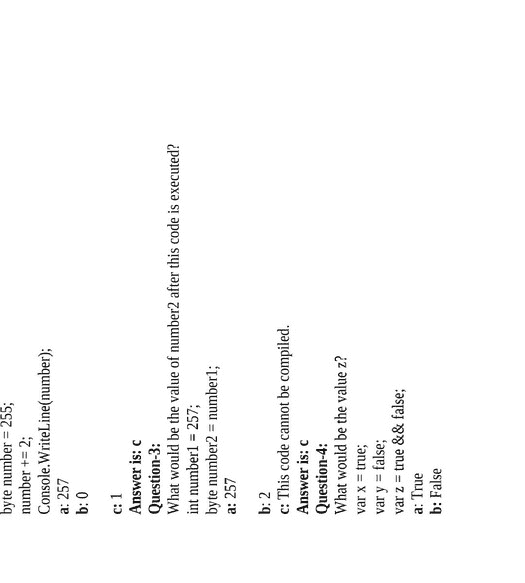 byte number = 255;
number += 2;
Console.WriteLine(number);
a: 257
b: 0
c: 1
Answer is: c
Question-3:
What would be the value of number2 after this code is executed?
int number1 = 257;
byte number2 = number1;
a: 257
b: 2
c: This code cannot be compiled.
Answer is: c
Question-4:
What would be the value z?
var x = true;
var y = false;
var z = true && false;
a: True
b: False